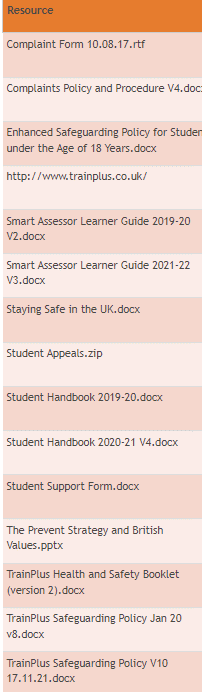 Resource
Complaint Form 10.08.17.rtf
Complaints Policy and Procedure V4.doc
Enhanced Safeguarding Policy for Studen
under the Age of 18 Years.docx
http://www.trainplus.co.uk/
Smart Assessor Learner Guide 2019-20
V2.docx
Smart Assessor Learner Guide 2021-22
V3.docx
Staying Safe in the UK.docx
Student Appeals.zip
Student Handbook 2019-20.docx
Student Handbook 2020-21 V4.docx
Student Support Form.docx
The Prevent Strategy and British
Values.pptx
TrainPlus Health and Safety Booklet
(version 2).docx
TrainPlus Safeguarding Policy Jan 20
v8.docx
TrainPlus Safeguarding Policy V10
17.11.21.docx